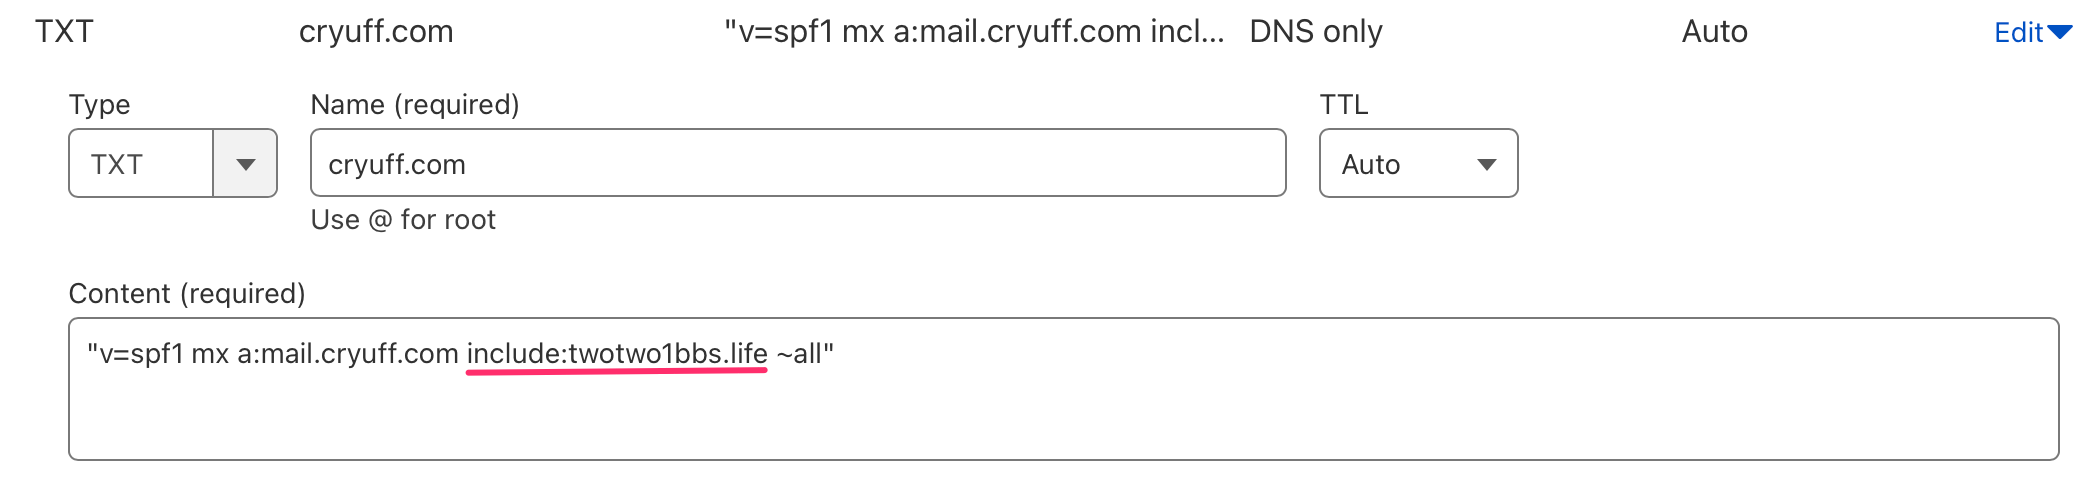 TXT cryuff.com "v=spf1 mx a:mail.cryuff.com incl... DNS only Auto Edit
Type Name (required) TTL
TXT cryuff.com Auto
Use @ for root
Content (required)
"v=spf1 mx a:mail.cryuff.com include:twotwo1bbs.life ~all"